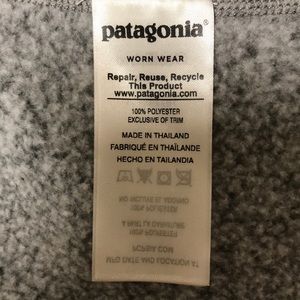 patagonia®
WORN WEAR
Repair, Reuse, Recycle
This Product
www.patagonia.com
100% POLYESTER
EXCLUSIVE OF TRIM
MADE IN THAILAND
FABRIQUÉ EN THAÏLANDE
HECHO EN TAILANDIA